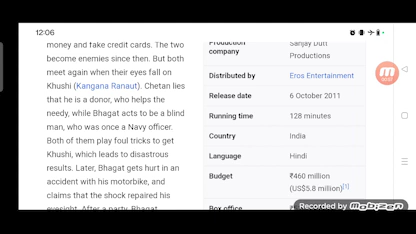 12:06
money and fake credit cards. The two
become enemies since then. But both
meet again when their eyes fall on
Khushi (Kangana Ranaut). Chetan lies
that he is a donor, who helps the
needy, while Bhagat acts to be a blind
man, who was once a Navy officer.
Both of them play foul tricks to get
Khushi, which leads to disastrous
results. Later, Bhagat gets hurt in an
accident with his motorbike, and
claims that the shock repaired his
eyesight. After a party, Bhagat
Production Sanjay Dutt
company Productions
Distributed by Eros Entertainment
Release date 6 October 2011
Running time 128 minutes
Country India
Language Hindi
Budget ₹460 million
(US$5.8 million)[1]
Box office
Recorded by mobizen